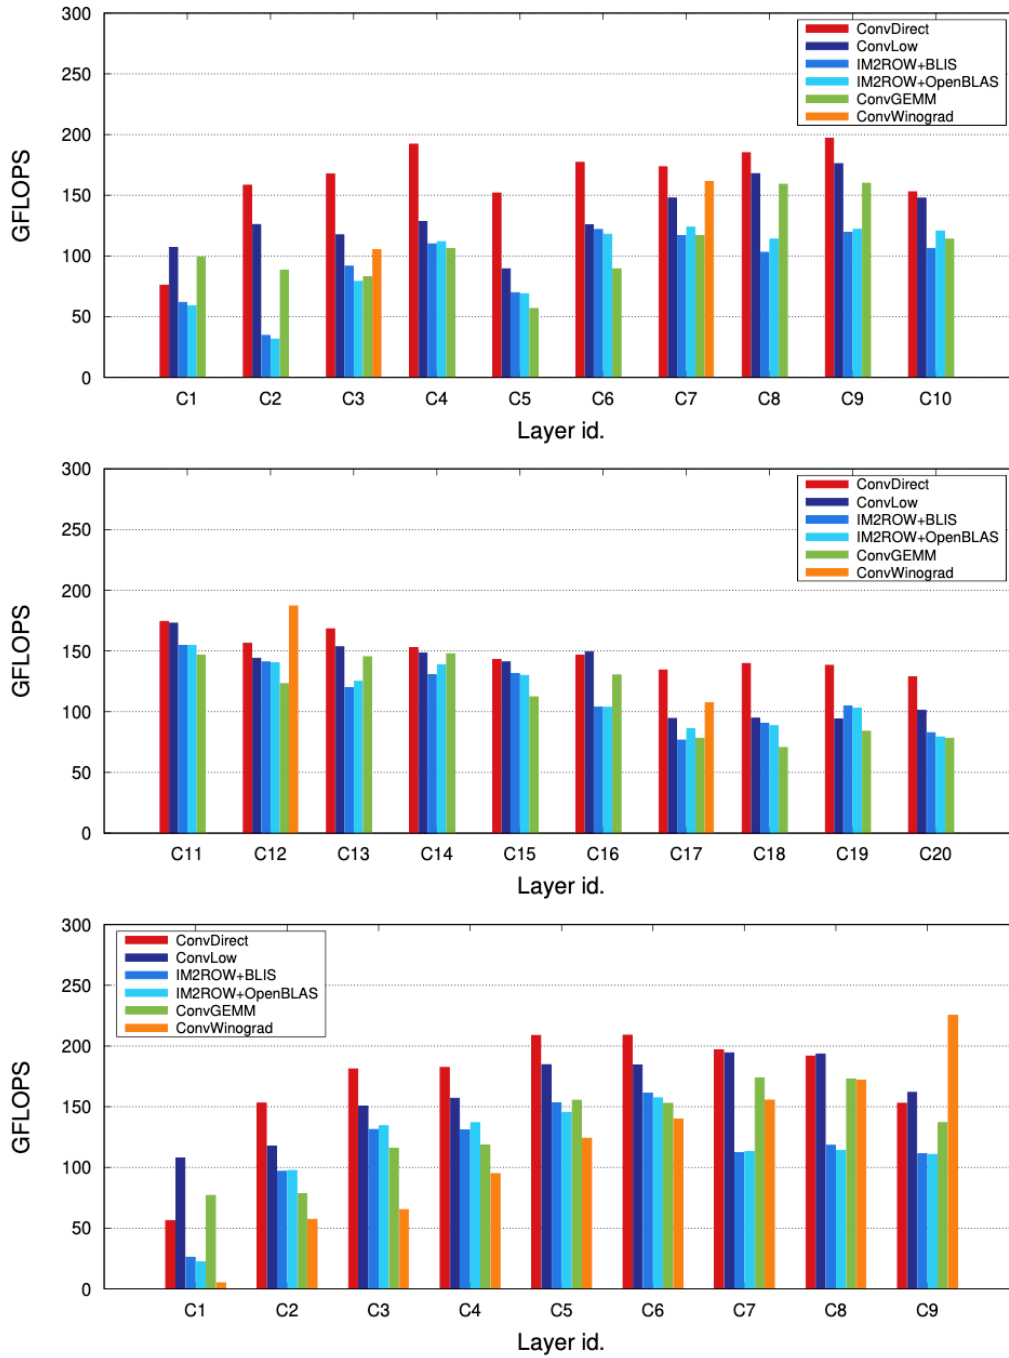 300
250
200
150
100
50
0
GFLOPS
ConvDirect
ConvLow
IM2ROW+BLIS
IM2ROW+OpenBLAS
ConvGEMM
ConvWinograd
C1 C2 C3 C4 C5 C6 C7 C8 C9 C10
Layer id.
300
250
200
150
100
50
0
GFLOPS
ConvDirect
ConvLow
IM2ROW+BLIS
IM2ROW+OpenBLAS
ConvGEMM
ConvWinograd
C11 C12 C13 C14 C15 C16 C17 C18 C19 C20
Layer id.
300
250
200
150
100
50
0
GFLOPS
ConvDirect
ConvLow
IM2ROW+BLIS
IM2ROW+OpenBLAS
ConvGEMM
ConvWinograd
C1 C2 C3 C4 C5 C6 C7 C8 C9
Layer id.